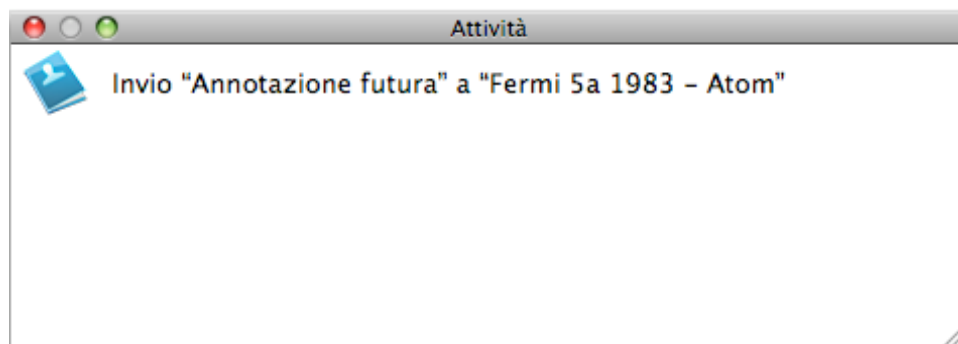 Attività
Invio “Annotazione futura” a “Fermi 5a 1983 – Atom”